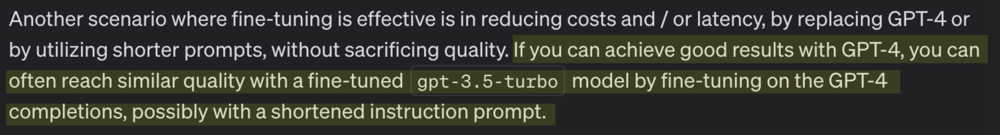 Another scenario where fine-tuning is effective is in reducing costs and / or latency, by replacing GPT-4 or
by utilizing shorter prompts, without sacrificing quality. If you can achieve good results with GPT-4, you can
often reach similar quality with a fine-tuned gpt-3.5-turbo model by fine-tuning on the GPT-4
completions, possibly with a shortened instruction prompt.